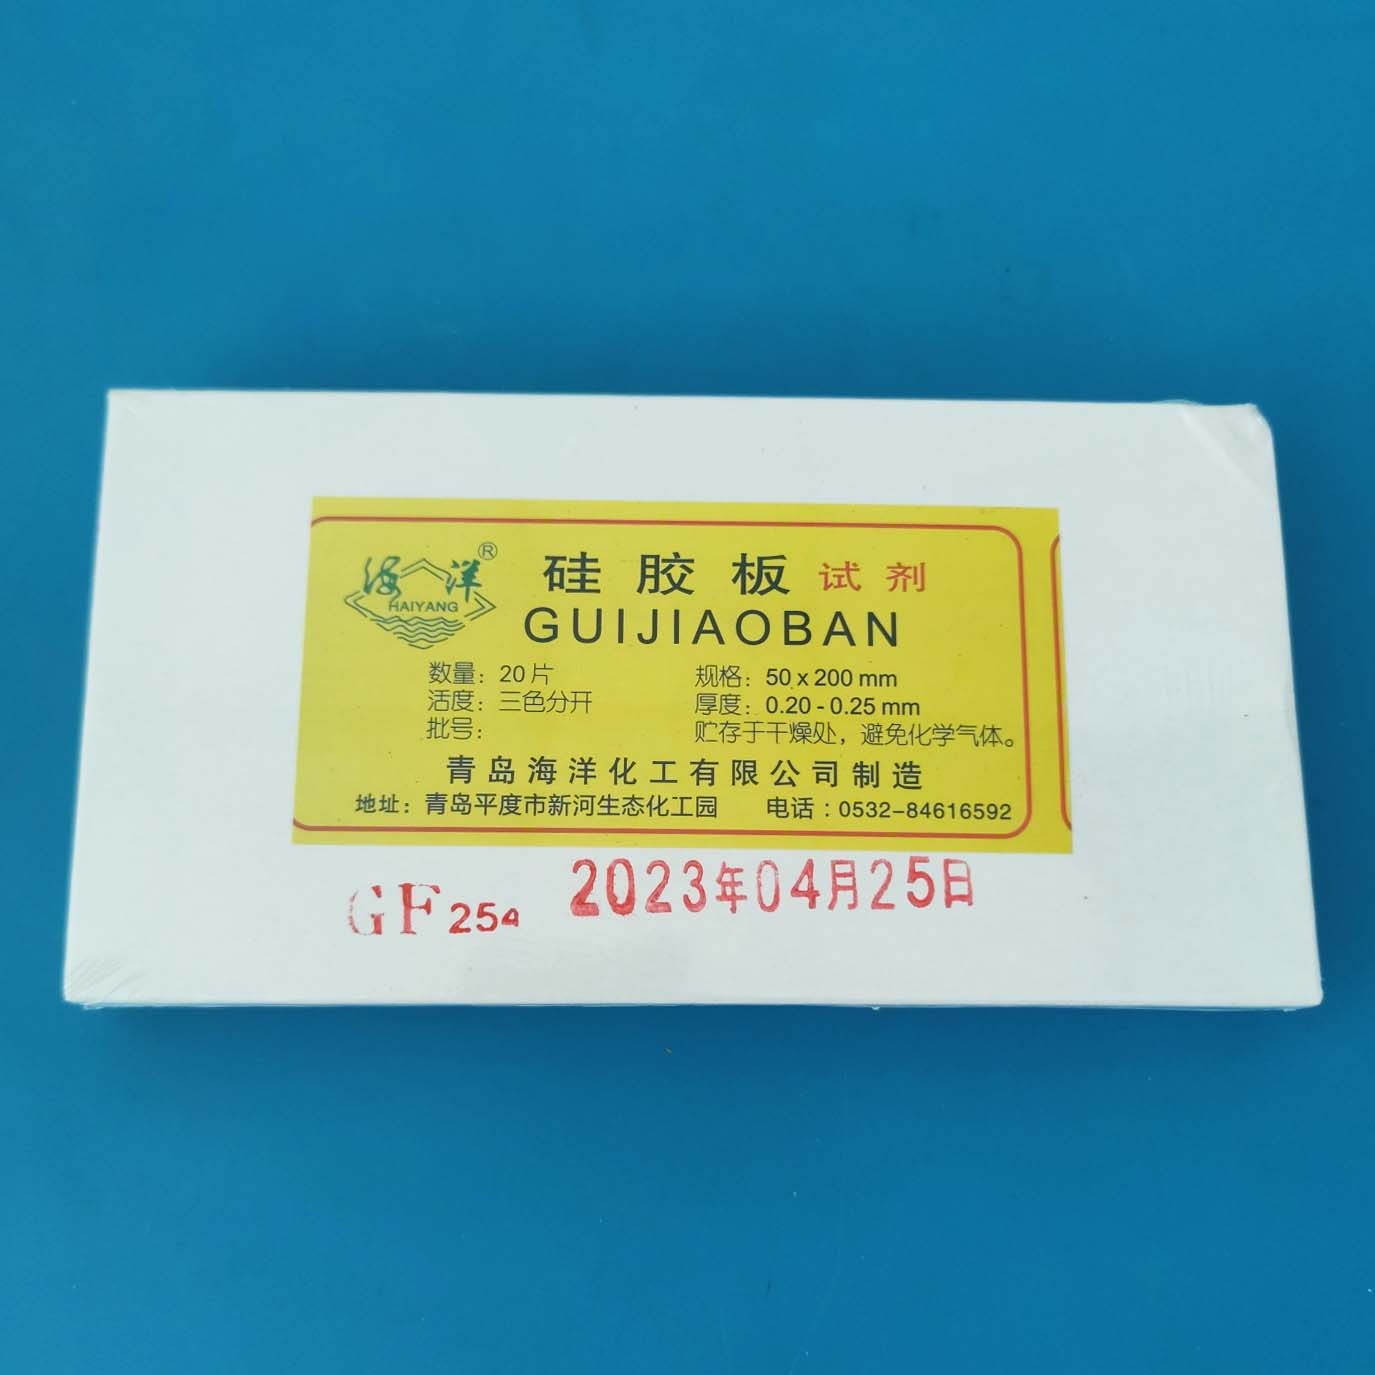 海洋®
HAIYANG
硅胶板 试剂
GUIJIAOBAN
数量：20片 规格：50 x 200 mm
活度：三色分开 厚度：0.20 - 0.25 mm
批号： 贮存于干燥处，避免化学气体。
青岛海洋化工有限公司制造
地址：青岛平度市新河生态化工园 电话：0532-84616592
GF254 2023年04月25日